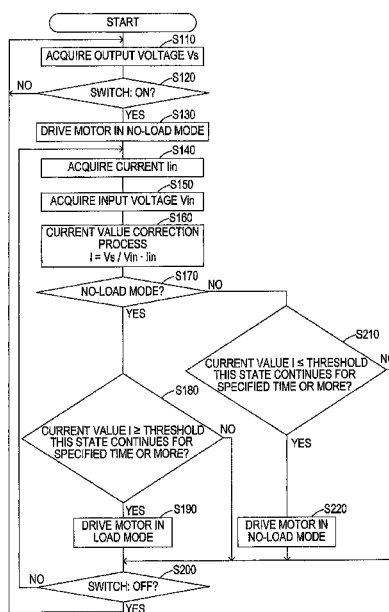 START
S110
ACQUIRE OUTPUT VOLTAGE Vs
S120
NO
SWITCH: ON?
YES
S130
DRIVE MOTOR IN NO-LOAD MODE
S140
ACQUIRE CURRENT Iin
S150
ACQUIRE INPUT VOLTAGE Vin
S160
CURRENT VALUE CORRECTION
PROCESS
I = Vs / Vin · Iin
S170
NO-LOAD MODE?
NO
YES
S210
CURRENT VALUE I ≤ THRESHOLD
THIS STATE CONTINUES FOR
SPECIFIED TIME OR MORE?
NO
S180
CURRENT VALUE I ≥ THRESHOLD
THIS STATE CONTINUES FOR
SPECIFIED TIME OR MORE?
NO
YES
YES
S190
DRIVE MOTOR IN
LOAD MODE
S220
DRIVE MOTOR IN
NO-LOAD MODE
S200
NO
SWITCH: OFF?
YES